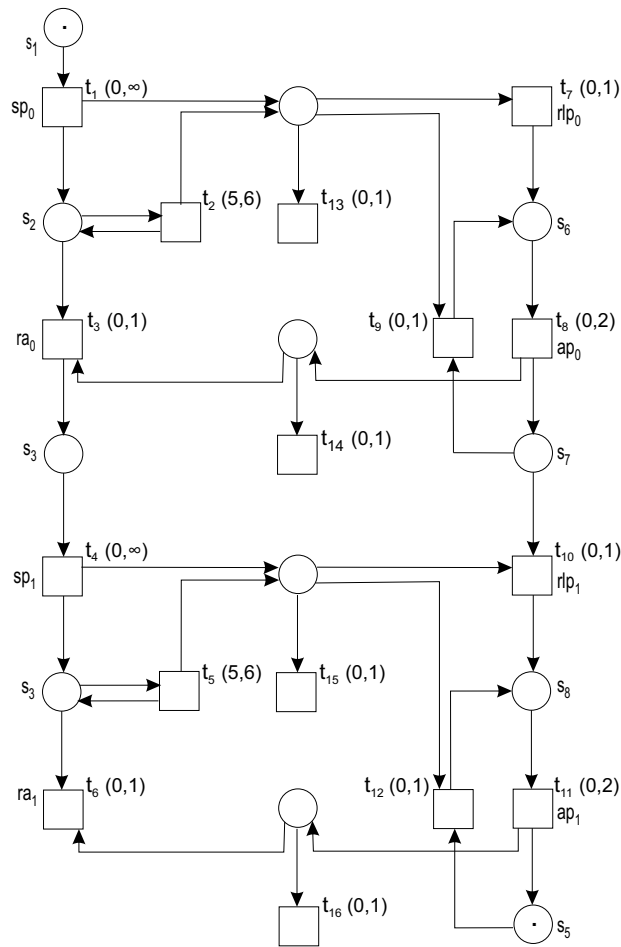 s1
t1 (0,∞)
sp0
t7 (0,1)
rlp0
s2
t2 (5,6)
t13 (0,1)
s6
t3 (0,1)
ra0
t9 (0,1)
t8 (0,2)
ap0
t14 (0,1)
s3
s7
t4 (0,∞)
sp1
t10 (0,1)
rlp1
s3
t5 (5,6)
t15 (0,1)
s8
ra1
t6 (0,1)
t12 (0,1)
t11 (0,2)
ap1
t16 (0,1)
s5